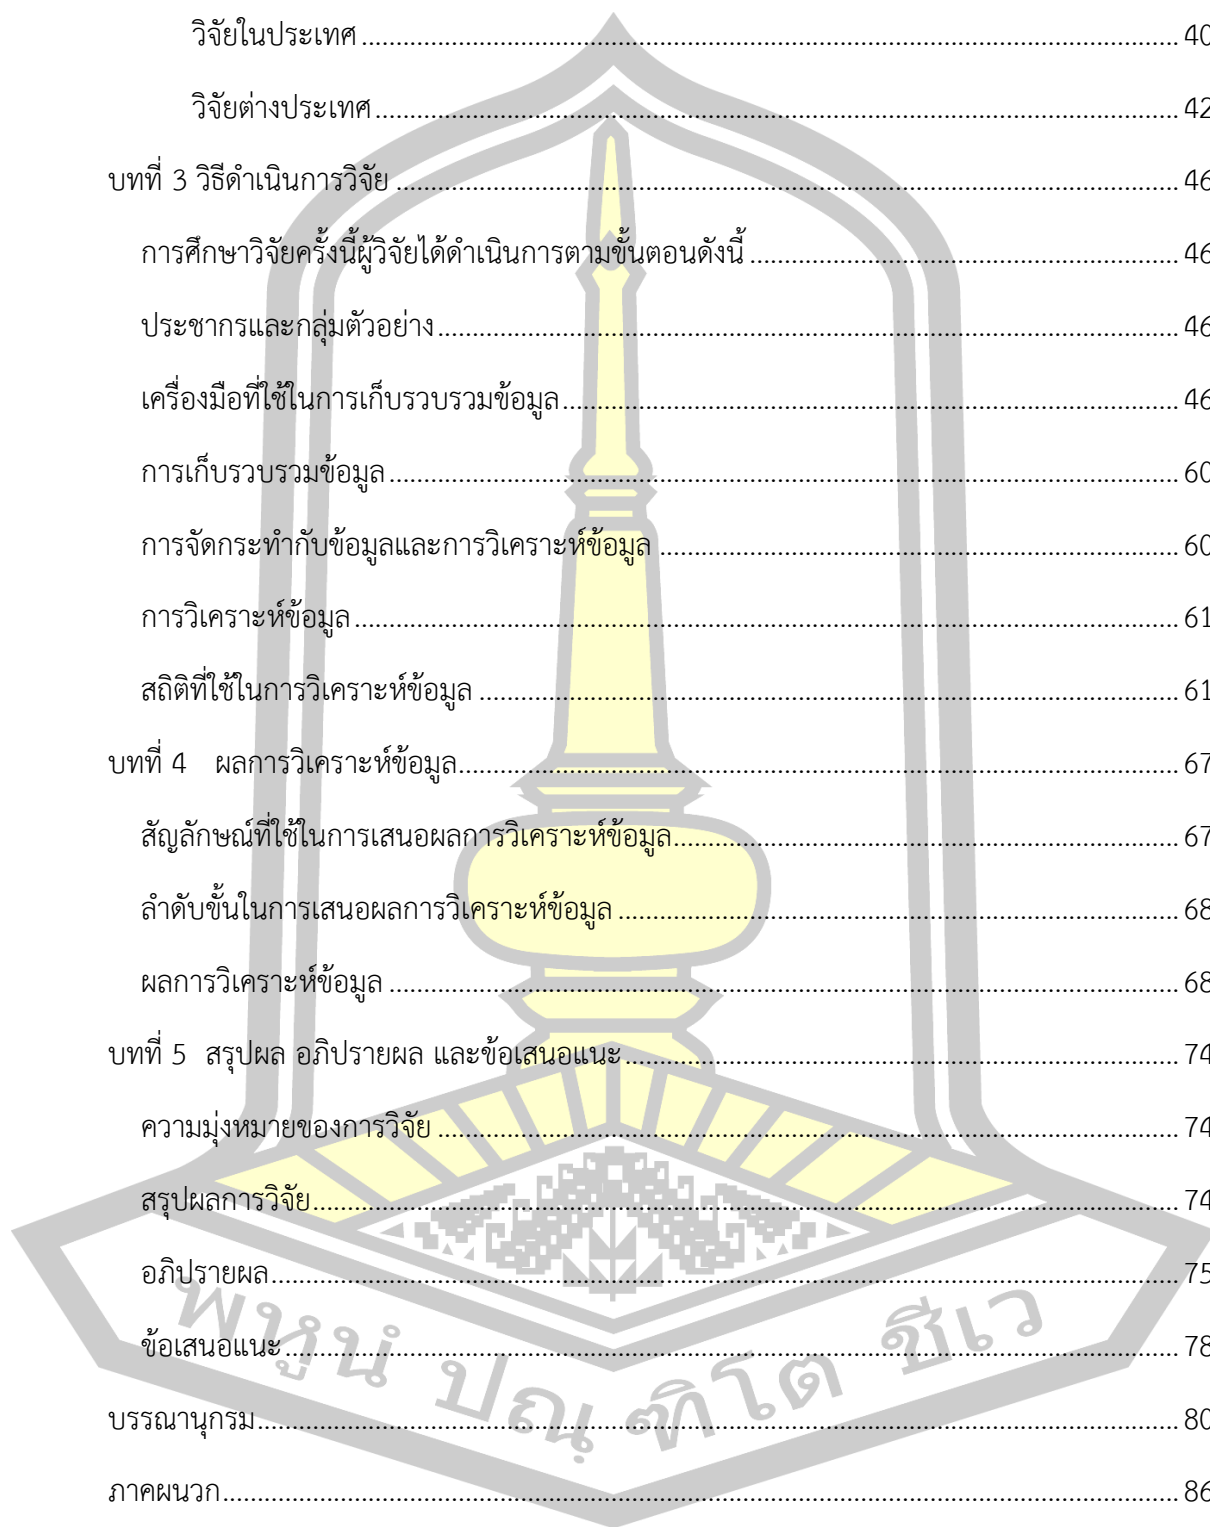 วิจัยในประเทศ ........ 40
วิจัยต่างประเทศ ........ 42
บทที่ 3 วิธีดำเนินการวิจัย ........ 46
การศึกษาวิจัยครั้งนี้ผู้วิจัยได้ดำเนินการตามขั้นตอนดังนี้ ........ 46
ประชากรและกลุ่มตัวอย่าง ........ 46
เครื่องมือที่ใช้ในการเก็บรวบรวมข้อมูล ........ 46
การเก็บรวบรวมข้อมูล ........ 60
การจัดกระทำกับข้อมูลและการวิเคราะห์ข้อมูล ........ 60
การวิเคราะห์ข้อมูล ........ 61
สถิติที่ใช้ในการวิเคราะห์ข้อมูล ........ 61
บทที่ 4 ผลการวิเคราะห์ข้อมูล ........ 67
สัญลักษณ์ที่ใช้ในการเสนอผลการวิเคราะห์ข้อมูล ........ 67
ลำดับขั้นในการเสนอผลการวิเคราะห์ข้อมูล ........ 68
ผลการวิเคราะห์ข้อมูล ........ 68
บทที่ 5 สรุปผล อภิปรายผล และข้อเสนอแนะ ........ 74
ความมุ่งหมายของการวิจัย ........ 74
สรุปผลการวิจัย ........ 74
อภิปรายผล ........ 75
ข้อเสนอแนะ ........ 78
บรรณานุกรม ........ 80
ภาคผนวก ........ 86
พหูนํ ปณฺฑิโต ชีเว